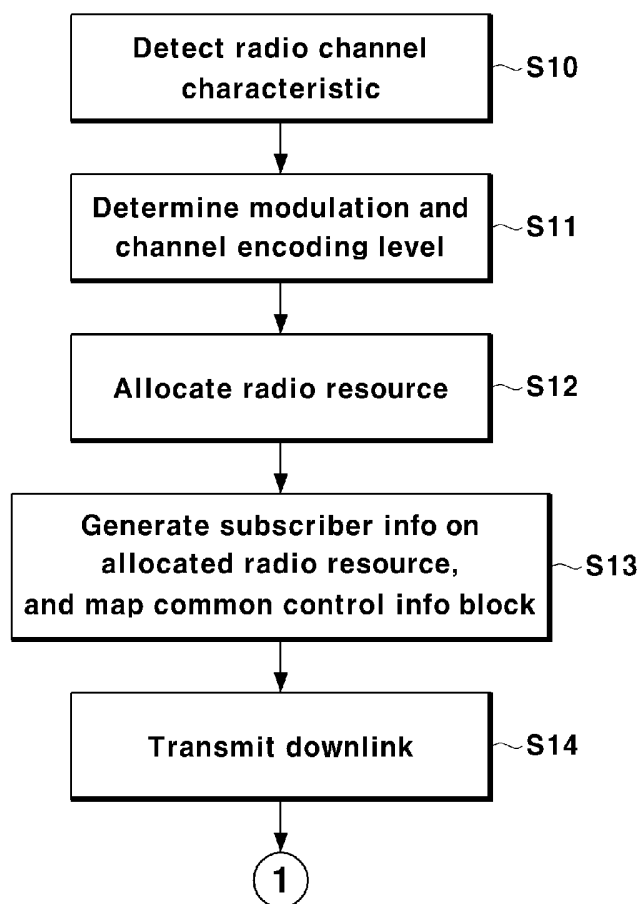 Detect radio channel
characteristic
S10
Determine modulation and
channel encoding level
S11
Allocate radio resource
S12
Generate subscriber info on
allocated radio resource,
and map common control info block
S13
Transmit downlink
S14
1